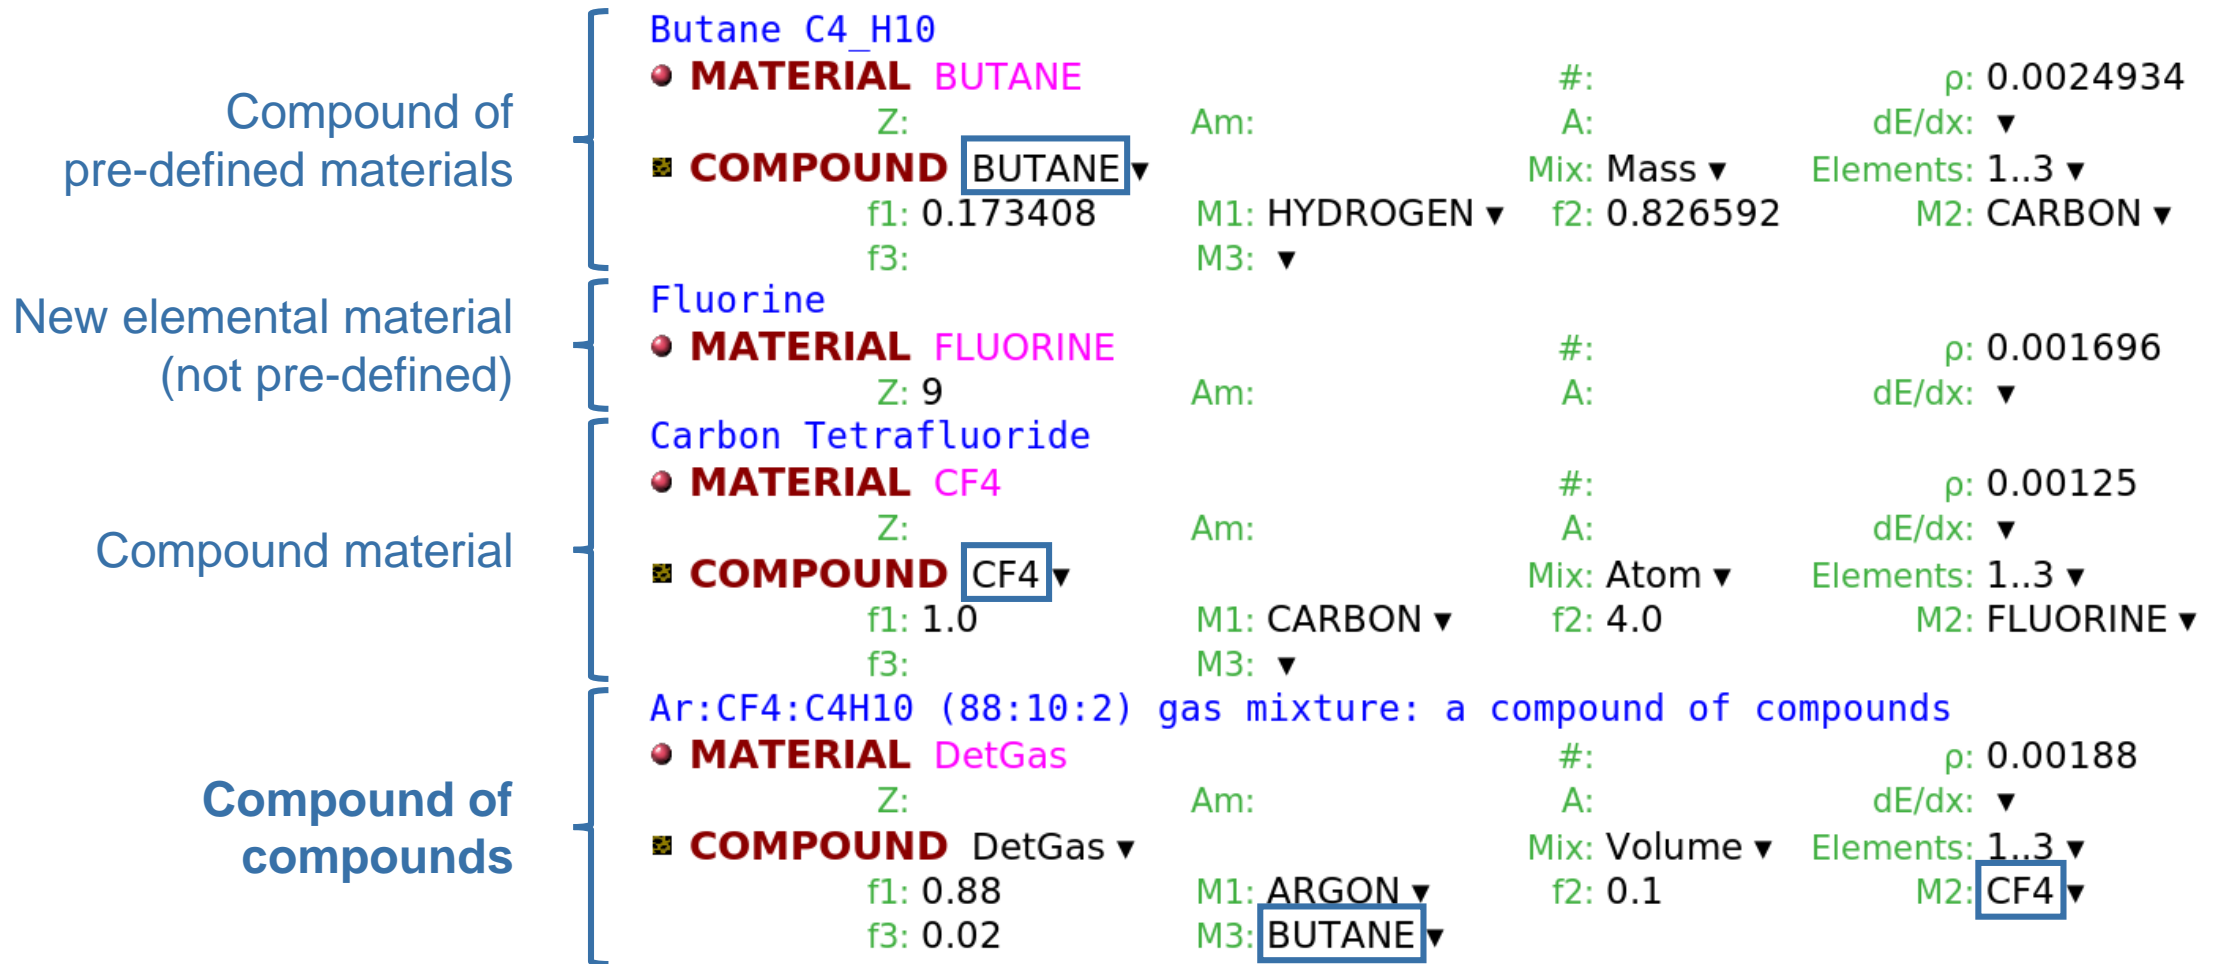 Butane C4_H10
MATERIAL BUTANE #: ρ: 0.0024934
Z: Am: A: dE/dx: ▼
Compound of
pre-defined materials
COMPOUND BUTANE ▼ Mix: Mass ▼ Elements: 1..3 ▼
f1: 0.173408 M1: HYDROGEN ▼ f2: 0.826592 M2: CARBON ▼
f3: M3: ▼
Fluorine
New elemental material
(not pre-defined)
MATERIAL FLUORINE #: ρ: 0.001696
Z: 9 Am: A: dE/dx: ▼
Carbon Tetrafluoride
MATERIAL CF4 #: ρ: 0.00125
Z: Am: A: dE/dx: ▼
Compound material
COMPOUND CF4 ▼ Mix: Atom ▼ Elements: 1..3 ▼
f1: 1.0 M1: CARBON ▼ f2: 4.0 M2: FLUORINE ▼
f3: M3: ▼
Ar:CF4:C4H10 (88:10:2) gas mixture: a compound of compounds
MATERIAL DetGas #: ρ: 0.00188
Z: Am: A: dE/dx: ▼
Compound of
compounds
COMPOUND DetGas ▼ Mix: Volume ▼ Elements: 1..3 ▼
f1: 0.88 M1: ARGON ▼ f2: 0.1 M2: CF4 ▼
f3: 0.02 M3: BUTANE ▼